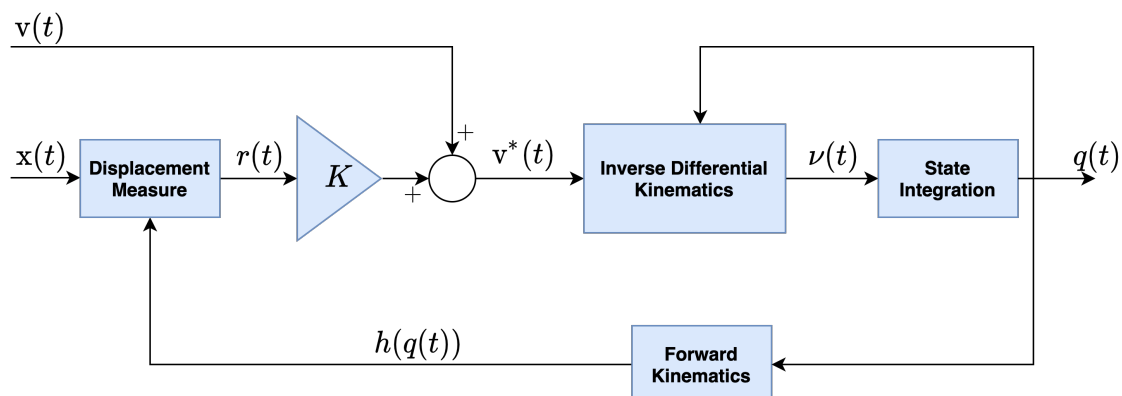 v(t)
+
x(t)
Displacement
Measure
r(t)
K
+
v*(t)
Inverse Differential
Kinematics
ν(t)
State
Integration
q(t)
h(q(t))
Forward
Kinematics